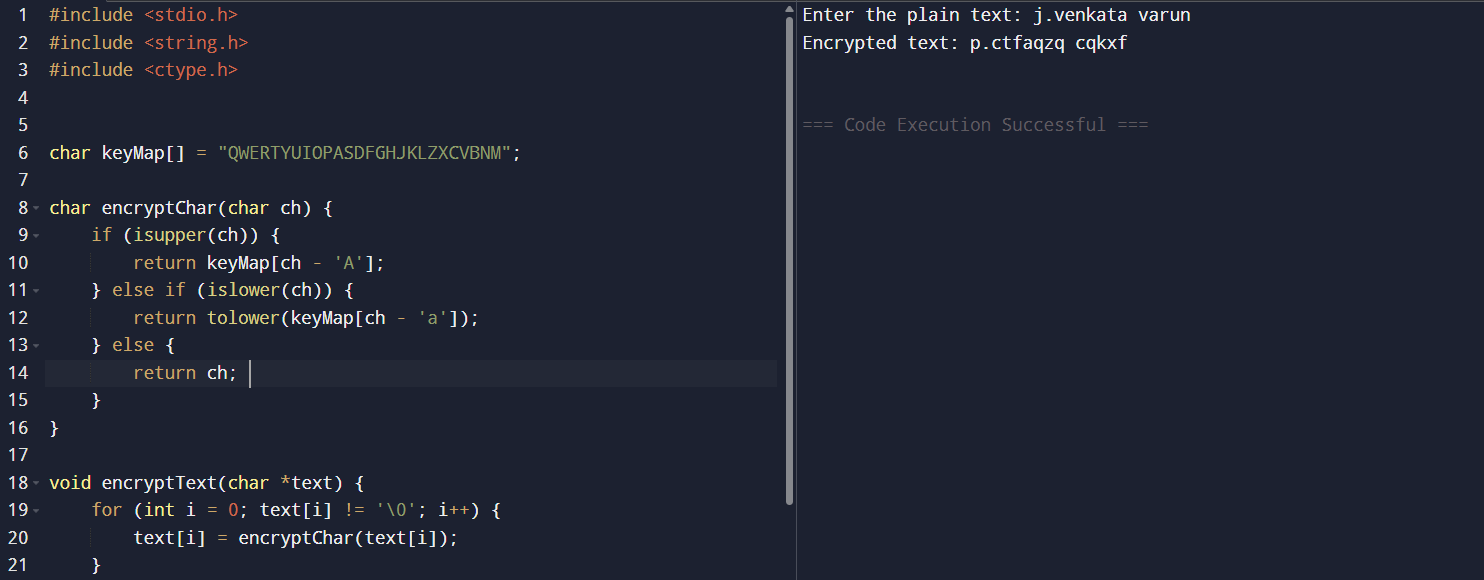 1 #include <stdio.h>
2 #include <string.h>
3 #include <ctype.h>
4
5
6 char keyMap[] = "QWERTYUIOPASDFGHJKLZXCVBNM";
7
8 char encryptChar(char ch) {
9     if (isupper(ch)) {
10         return keyMap[ch - 'A'];
11     } else if (islower(ch)) {
12         return tolower(keyMap[ch - 'a']);
13     } else {
14         return ch;
15     }
16 }
17
18 void encryptText(char *text) {
19     for (int i = 0; text[i] != '\0'; i++) {
20         text[i] = encryptChar(text[i]);
21     }
Enter the plain text: j.venkata varun
Encrypted text: p.ctfaqzq cqkxf
=== Code Execution Successful ===